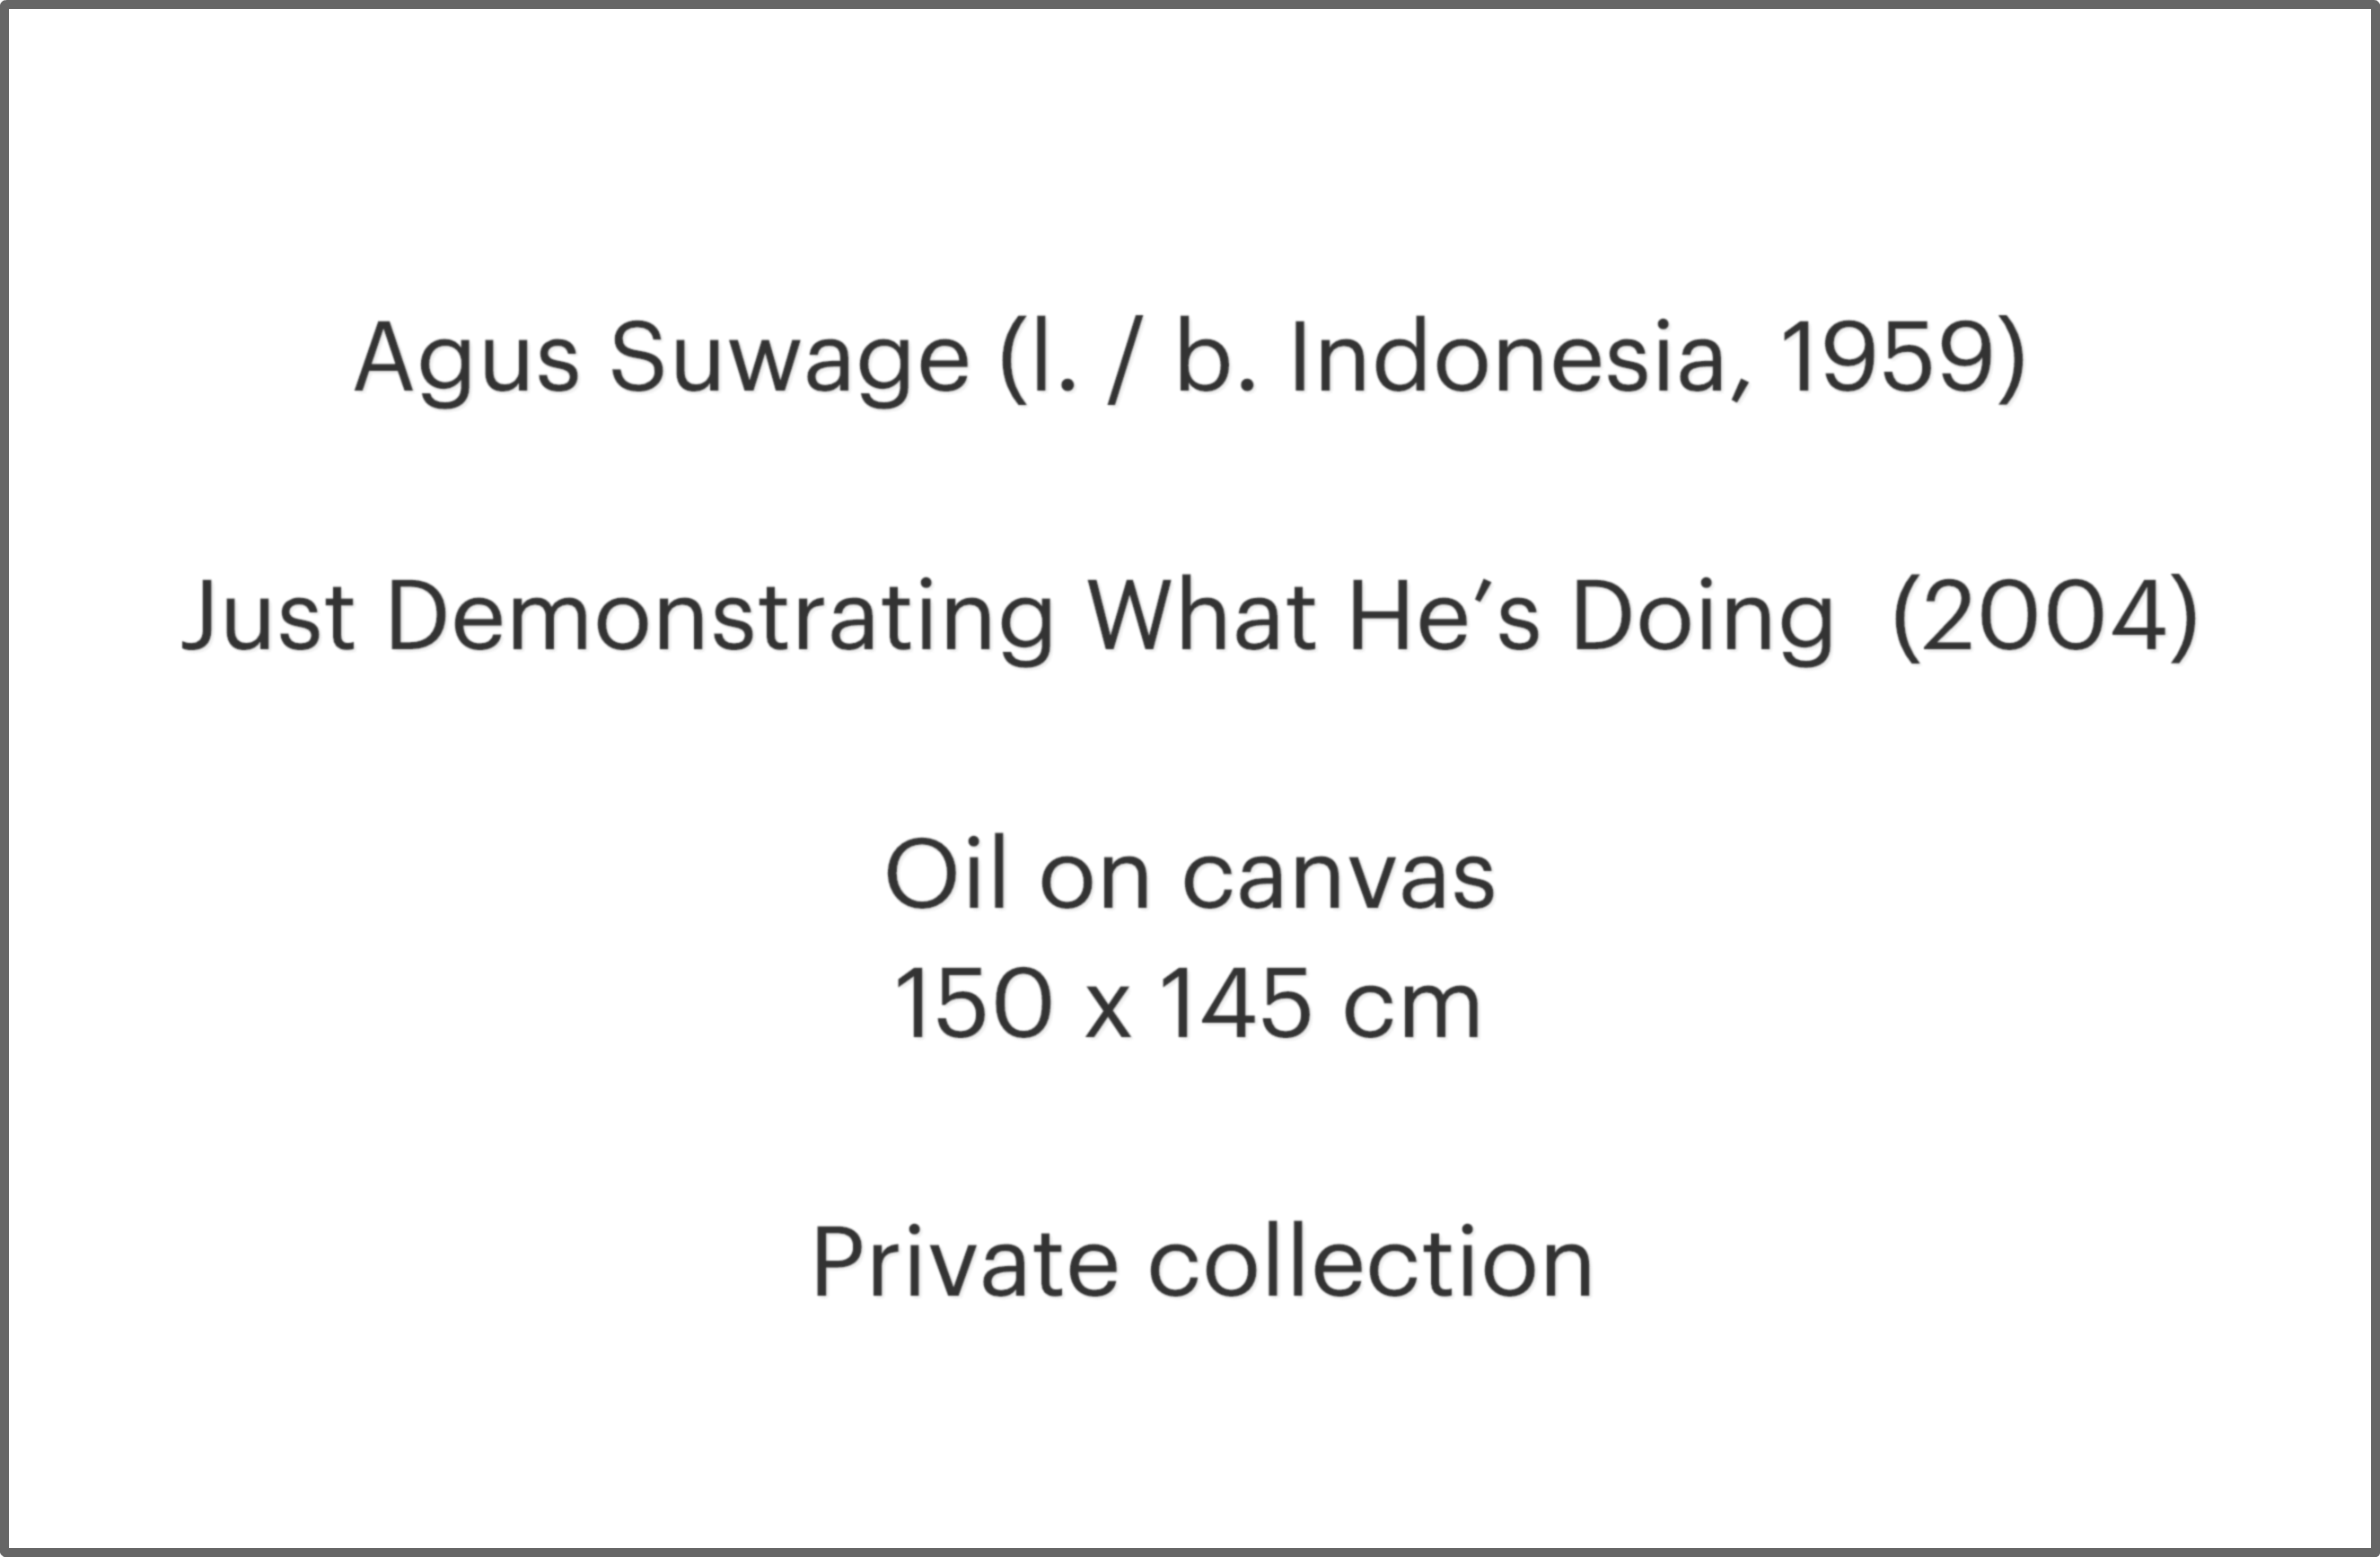 Agus Suwage (l. / b. Indonesia, 1959)
Just Demonstrating What He’s Doing  (2004)
Oil on canvas
150 x 145 cm
Private collection